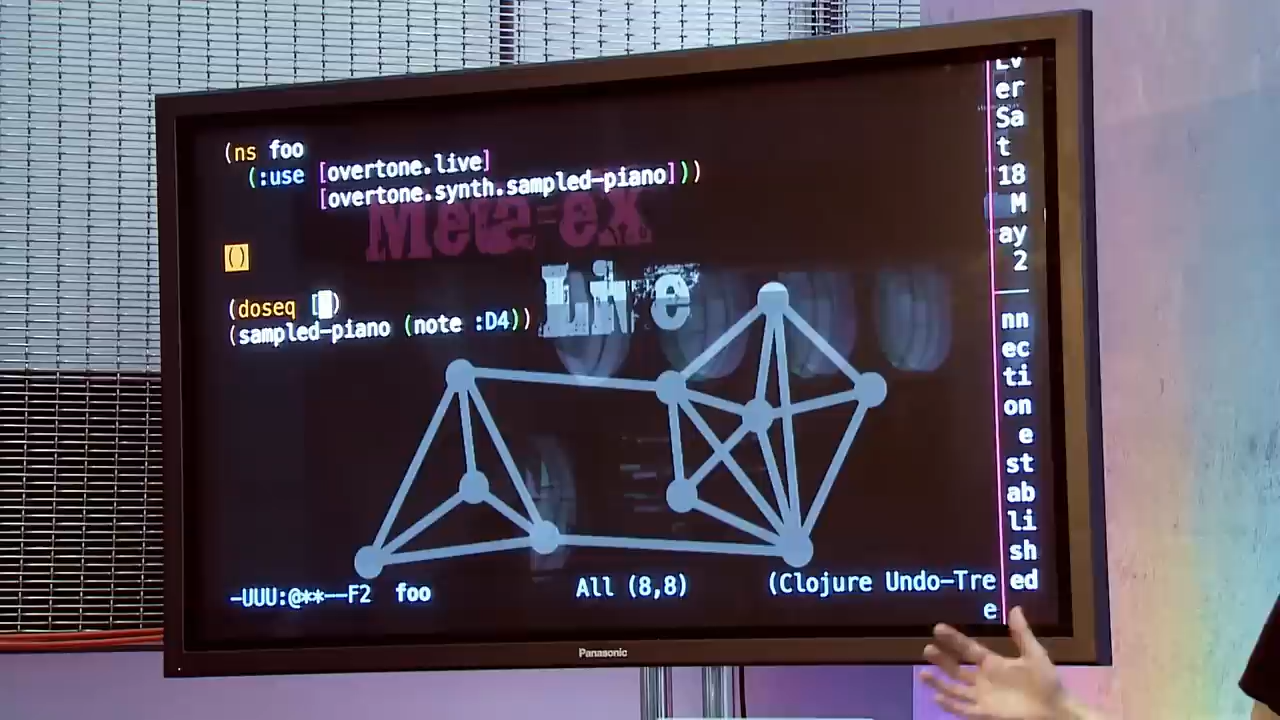 (ns foo
(:use [overtone.live]
[overtone.synth.sampled-piano]))
Meta-eX
Live
()
(doseq [])
(sampled-piano (note :D4))
-UUU:@**--F2 foo All (8,8) (Clojure Undo-Tre
e
er
Sa
t
18
M
ay
2
nn
ec
ti
on
e
st
ab
li
sh
ed
Panasonic